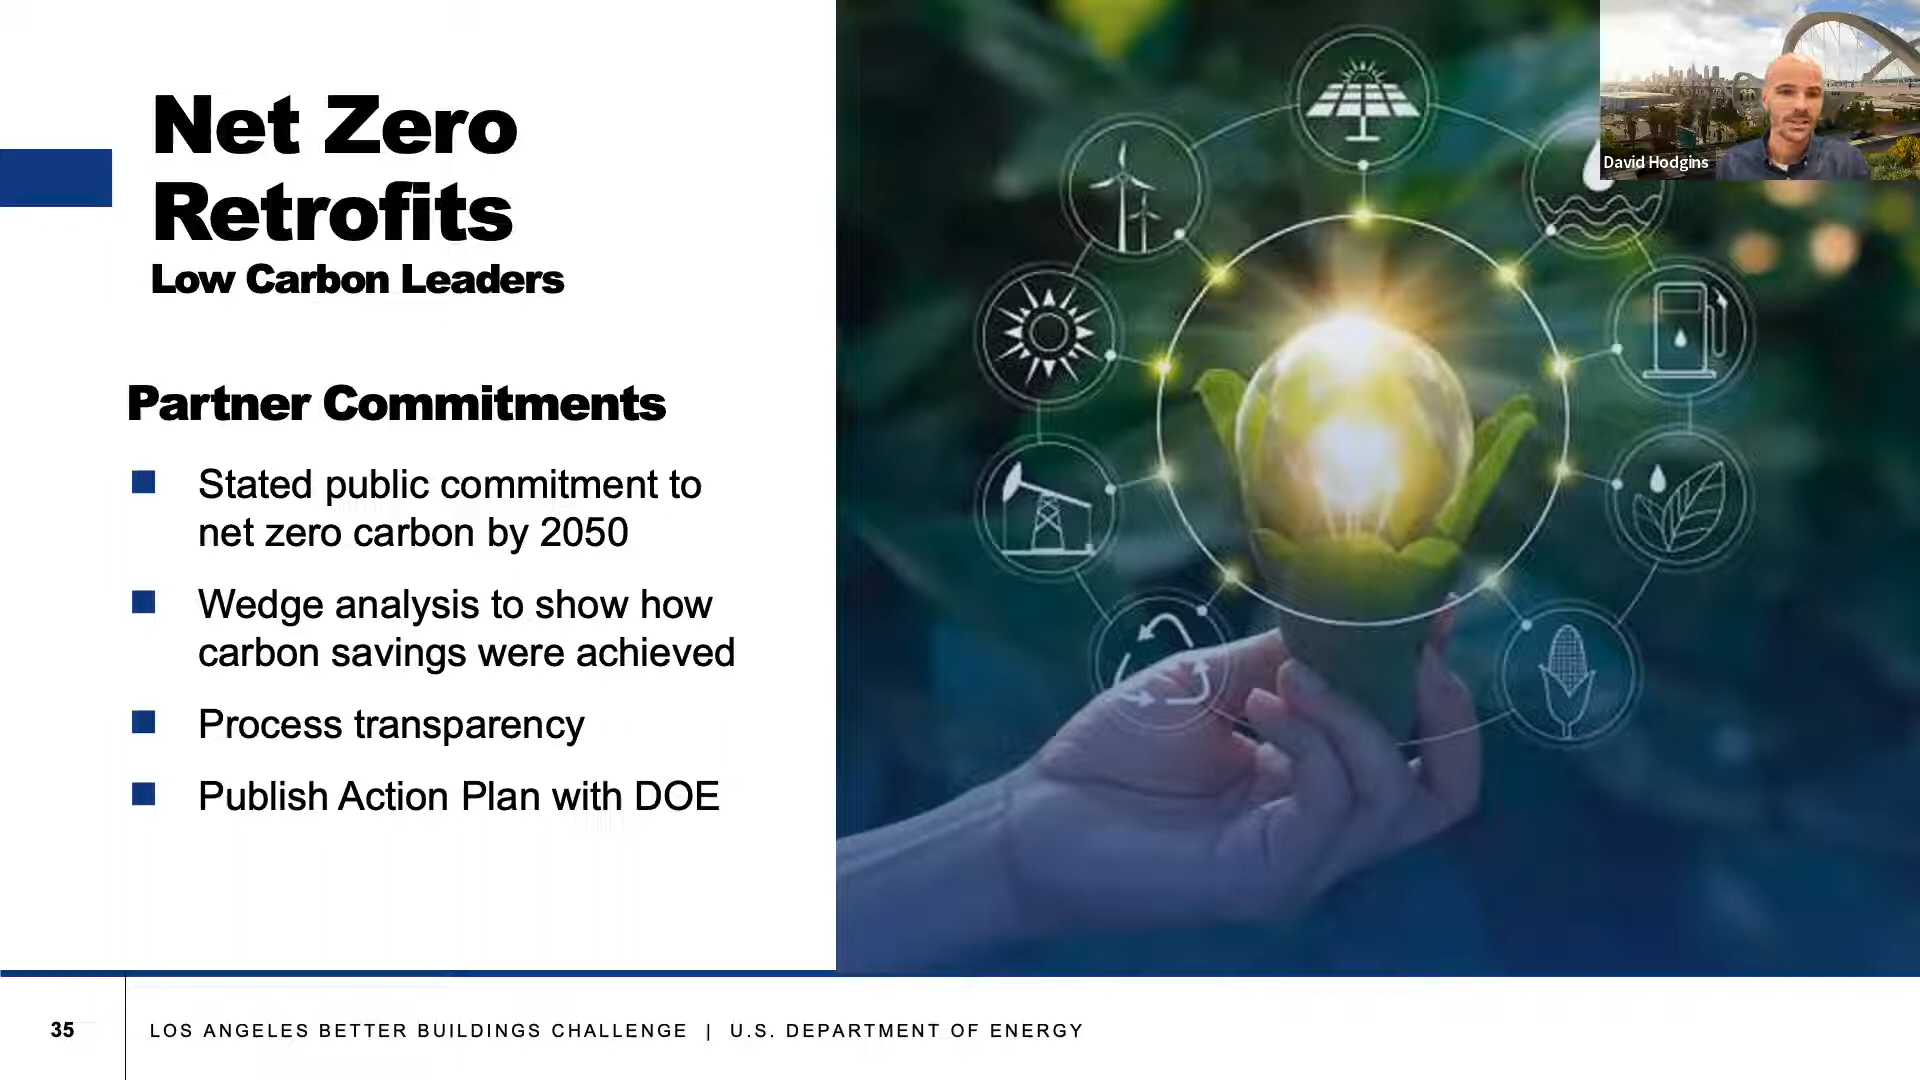 Net Zero
Retrofits
Low Carbon Leaders
Partner Commitments
Stated public commitment to
net zero carbon by 2050
Wedge analysis to show how
carbon savings were achieved
Process transparency
Publish Action Plan with DOE
David Hodgins
35
LOS ANGELES BETTER BUILDINGS CHALLENGE | U.S. DEPARTMENT OF ENERGY